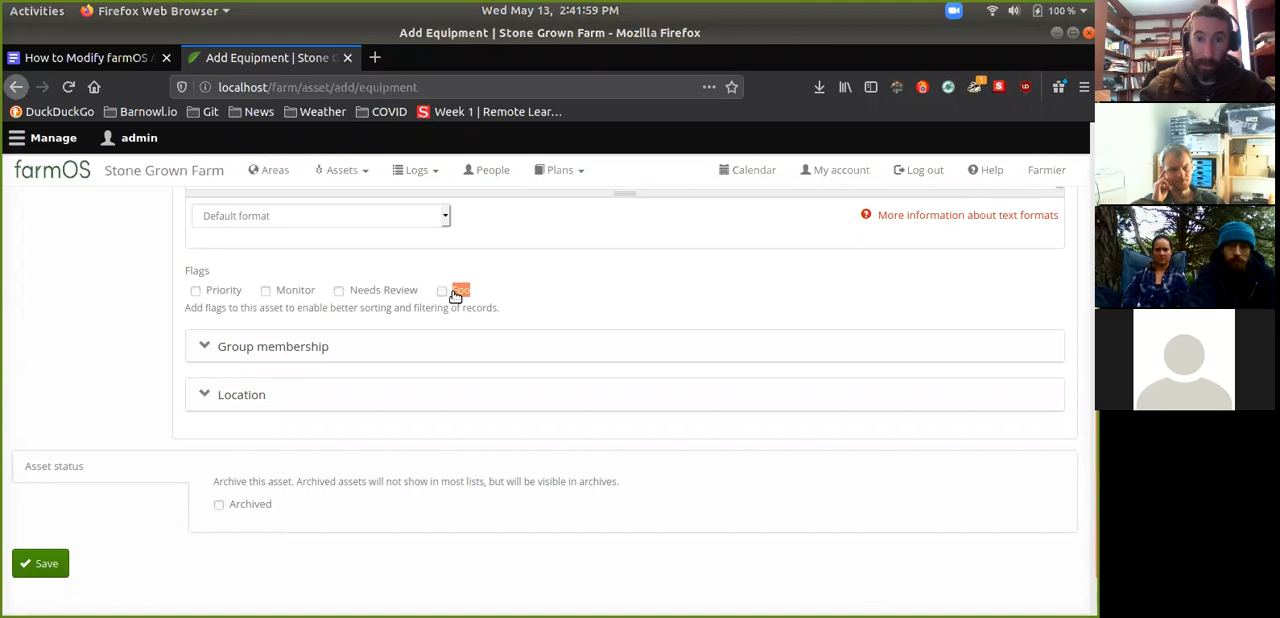 Activities Firefox Web Browser Wed May 13, 2:41:59 PM 100 %
Add Equipment | Stone Grown Farm - Mozilla Firefox
How to Modify farmOS Add Equipment | Stone
localhost/farm/asset/add/equipment
DuckDuckGo Barnowl.io Git News Weather COVID Week 1 | Remote Lear...
Manage admin
farmOS Stone Grown Farm Areas Assets Logs People Plans Calendar My account Log out Help Farmier
Default format More information about text formats
Flags
Priority Monitor Needs Review
Add flags to this asset to enable better sorting and filtering of records.
Group membership
Location
Asset status
Archive this asset. Archived assets will not show in most lists, but will be visible in archives.
Archived
Save